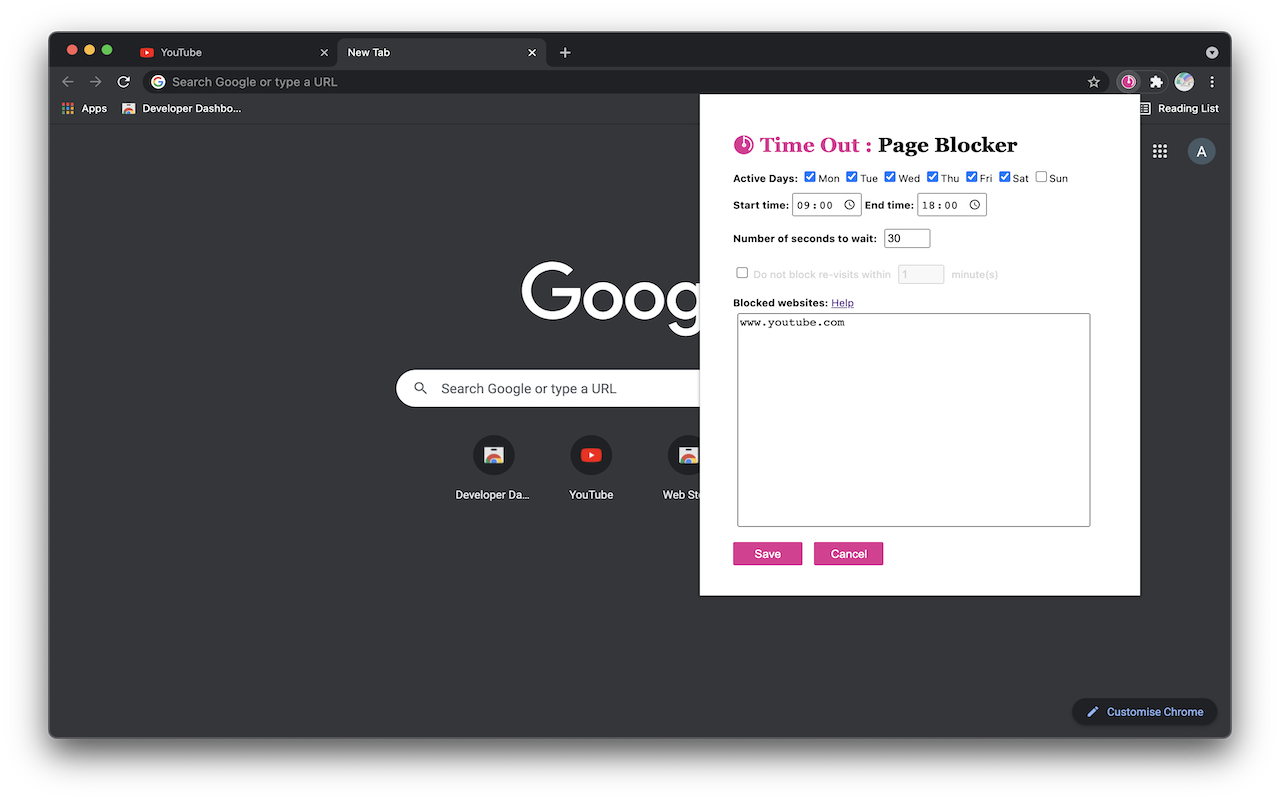 YouTube
New Tab
Search Google or type a URL
Apps
Developer Dashbo...
Reading List
Time Out : Page Blocker
A
Active Days: Mon Tue Wed Thu Fri Sat Sun
Start time: 09:00 End time: 18:00
Number of seconds to wait: 30
Do not block re-visits within 1 minute(s)
Blocked websites: Help
www.youtube.com
Goog
Search Google or type a URL
Developer Da...
YouTube
Web Sto
Save
Cancel
Customise Chrome